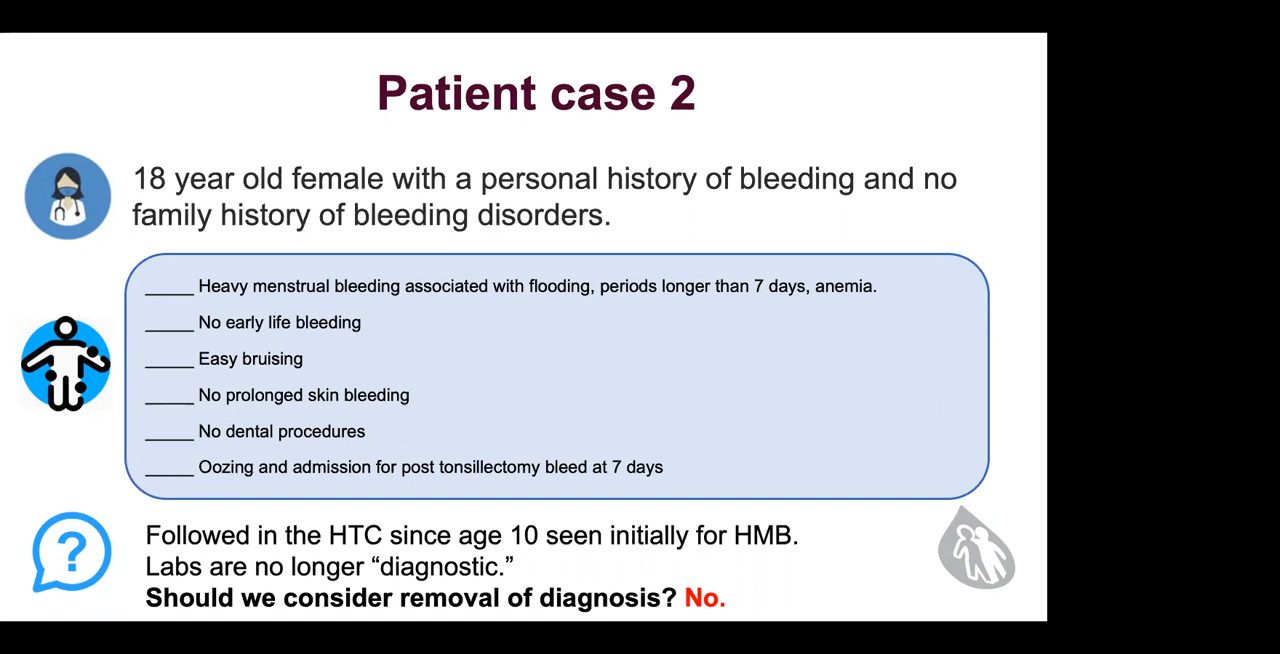 Patient case 2
18 year old female with a personal history of bleeding and no
family history of bleeding disorders.
_____ Heavy menstrual bleeding associated with flooding, periods longer than 7 days, anemia.
_____ No early life bleeding
_____ Easy bruising
_____ No prolonged skin bleeding
_____ No dental procedures
_____ Oozing and admission for post tonsillectomy bleed at 7 days
?
Followed in the HTC since age 10 seen initially for HMB.
Labs are no longer “diagnostic.”
Should we consider removal of diagnosis? No.